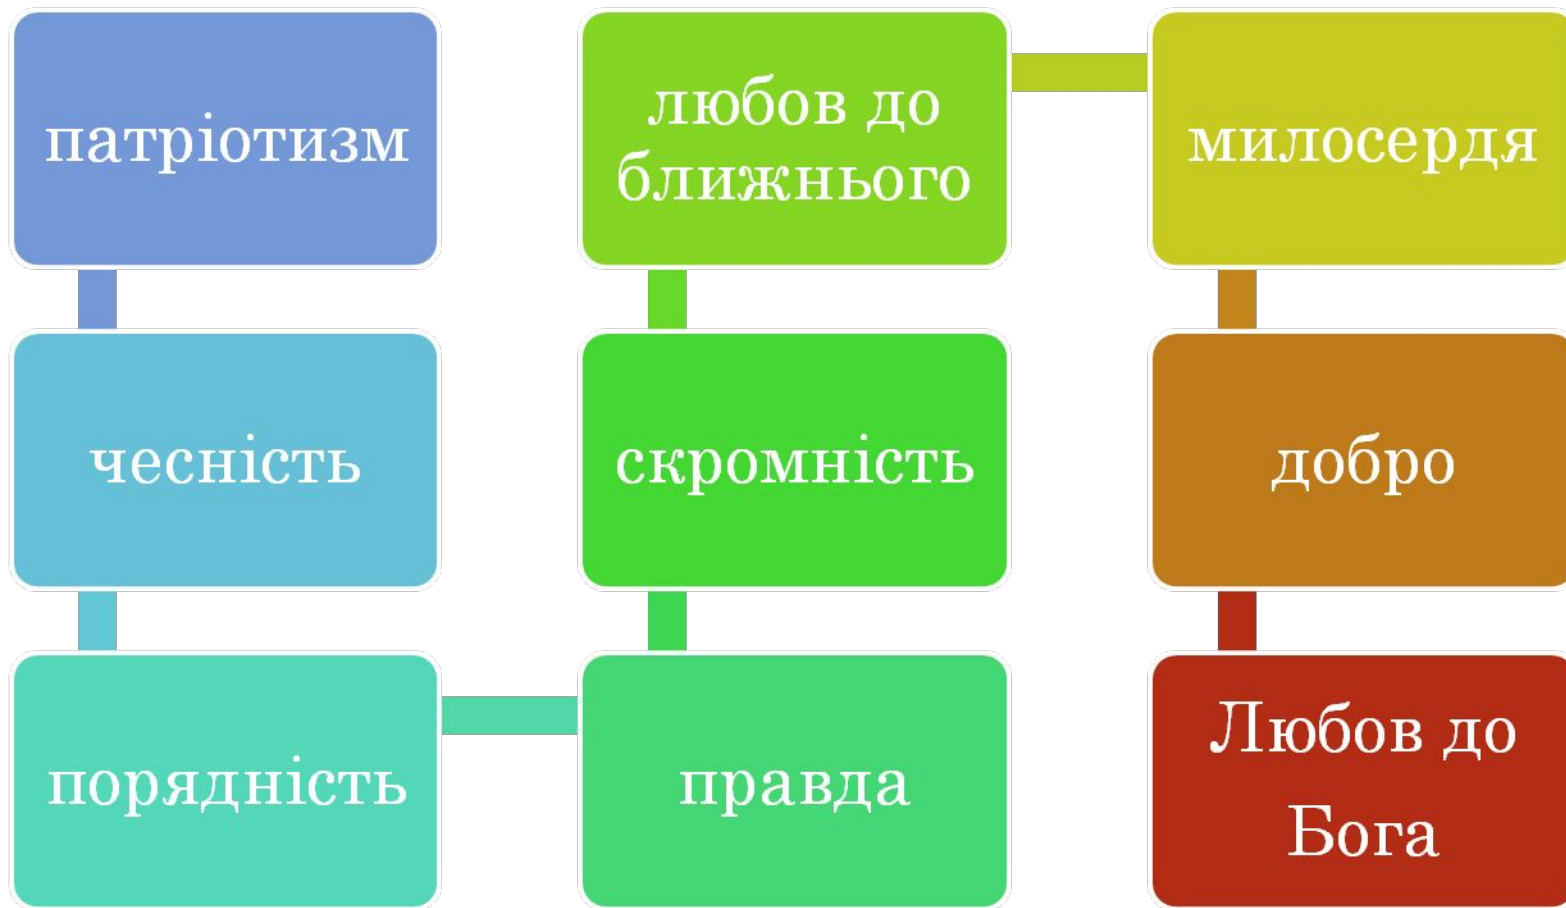 патріотизм
чесність
порядність
правда
скромність
любов до
ближнього
милосердя
добро
Любов до
Бога